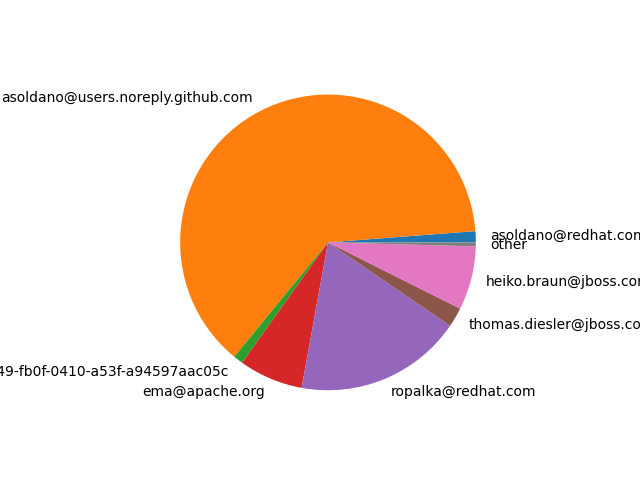 asoldano@users.noreply.github.com
asoldano@redhat.com
other
heiko.braun@jboss.com
thomas.diesler@jboss.co
49-fb0f-0410-a53f-a94597aac05c
ema@apache.org
ropalka@redhat.com